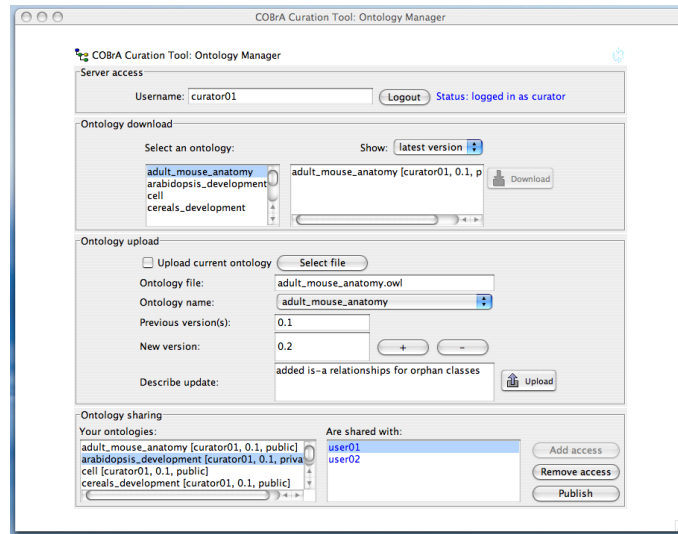 COBrA Curation Tool: Ontology Manager
COBrA Curation Tool: Ontology Manager
Server access
Username: curator01 Logout Status: logged in as curator
Ontology download
Select an ontology: Show: latest version
adult_mouse_anatomy adult_mouse_anatomy [curator01, 0.1, p Download
arabidopsis_development
cell
cereals_development
Ontology upload
Upload current ontology Select file
Ontology file: adult_mouse_anatomy.owl
Ontology name: adult_mouse_anatomy
Previous version(s): 0.1
New version: 0.2 + -
Describe update: added is-a relationships for orphan classes Upload
Ontology sharing
Your ontologies: Are shared with:
adult_mouse_anatomy [curator01, 0.1, public] user01 Add access
arabidopsis_development [curator01, 0.1, priva user02
cell [curator01, 0.1, public] Remove access
cereals_development [curator01, 0.1, public] Publish